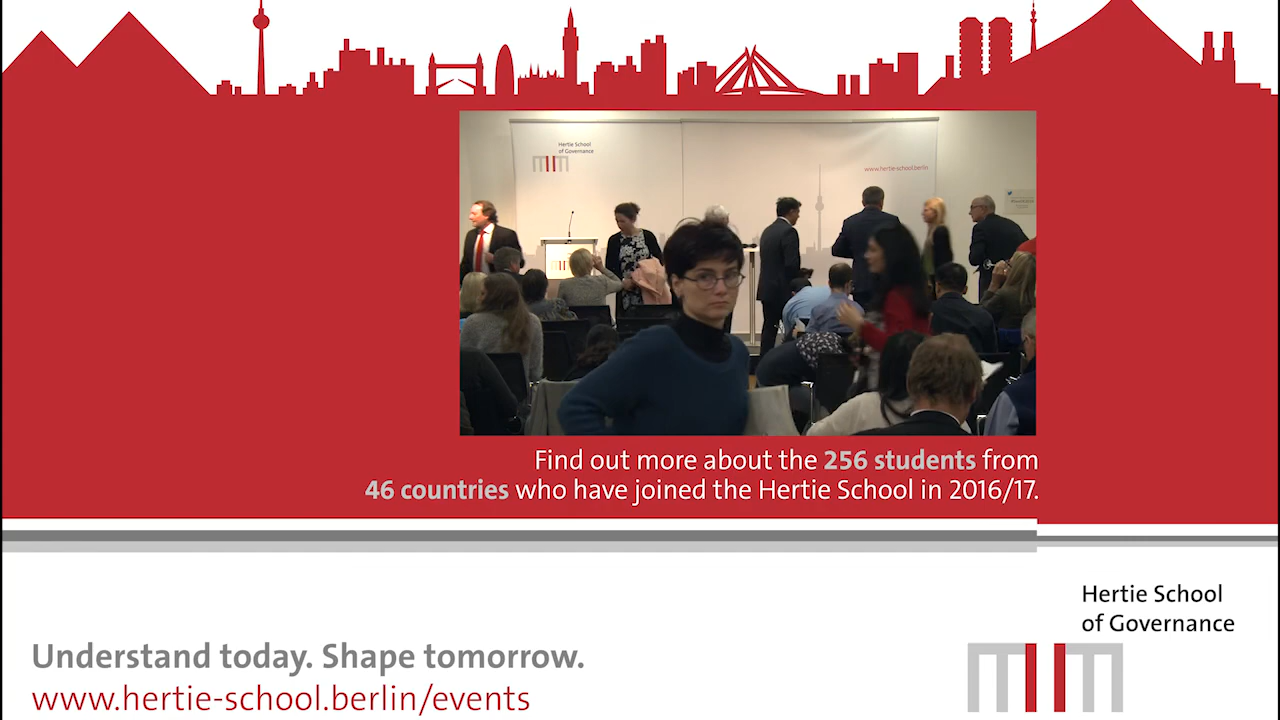 Hertie School
of Governance
www.hertie-school.berlin
Find out more about the 256 students from
46 countries who have joined the Hertie School in 2016/17.
Hertie School
of Governance
Understand today. Shape tomorrow.
www.hertie-school.berlin/events